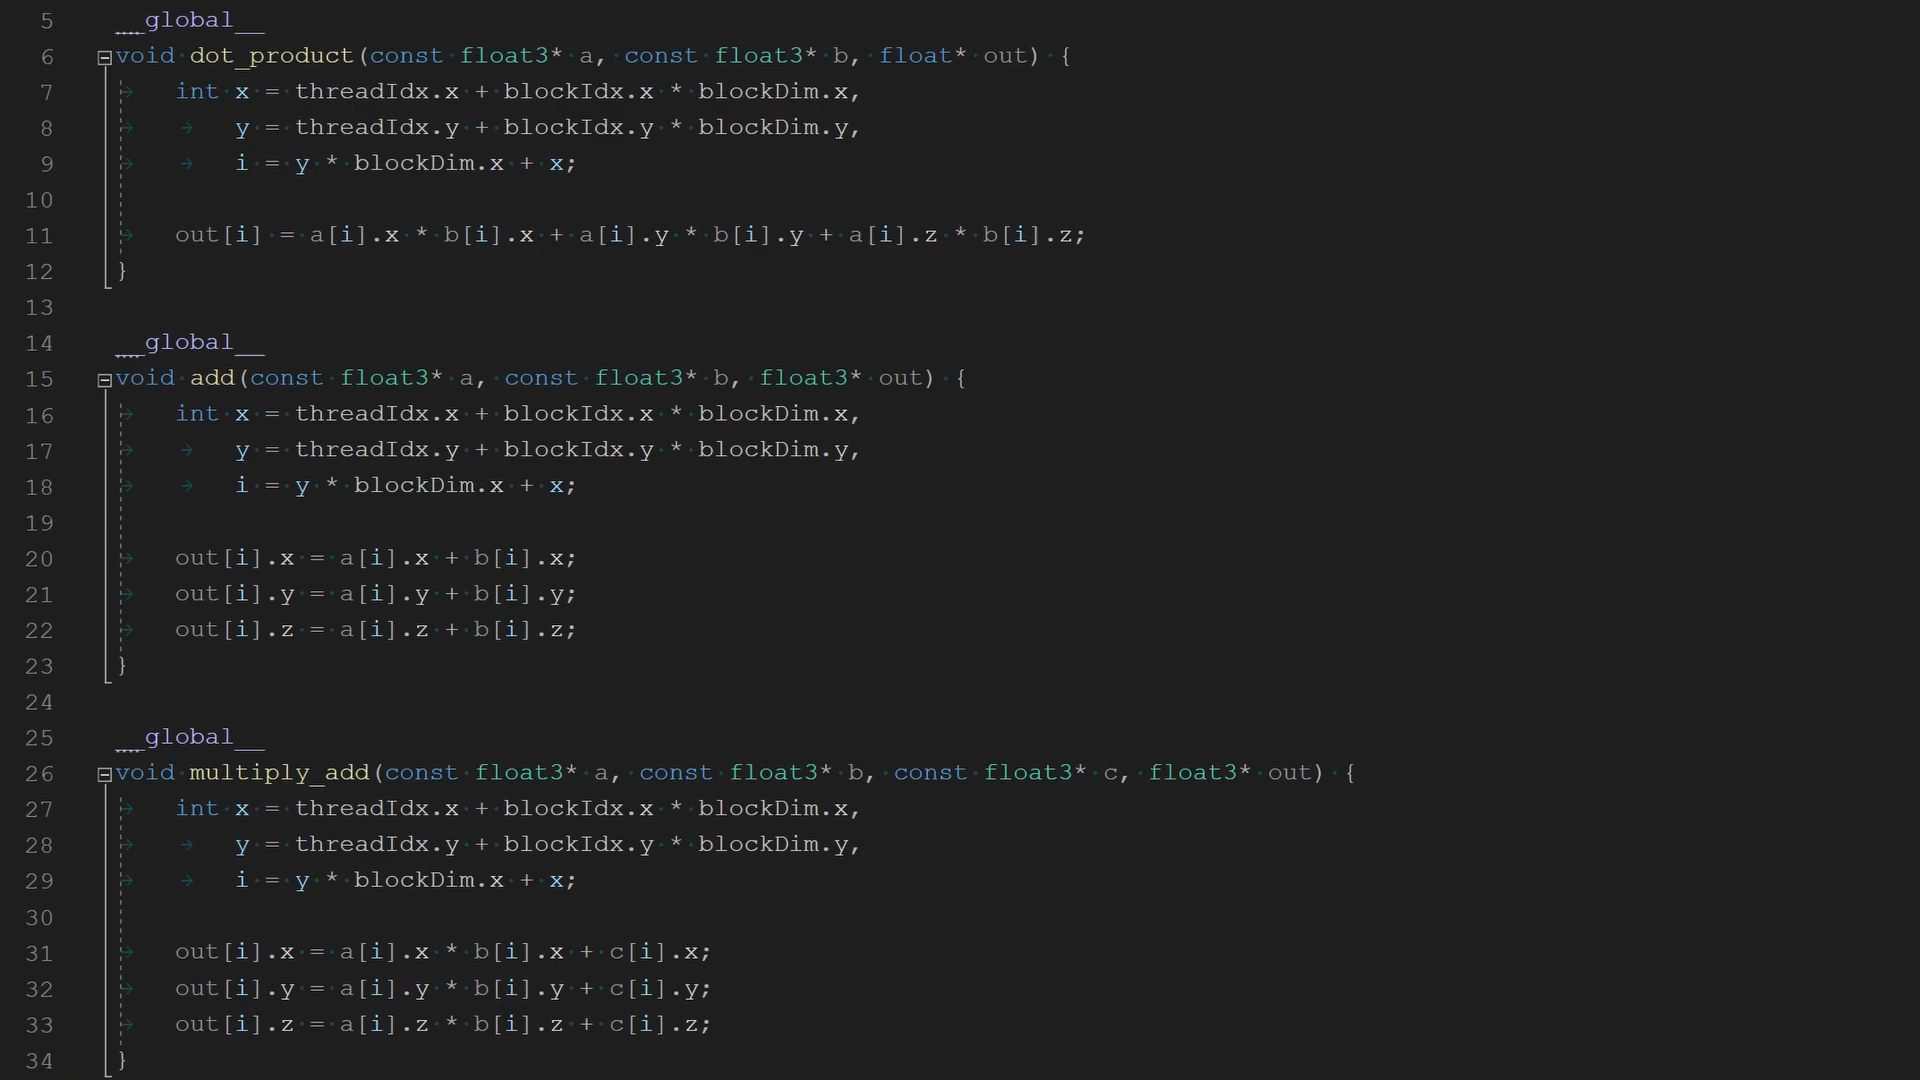 5 __global__
6 void dot_product(const float3* a, const float3* b, float* out) {
7 int x = threadIdx.x + blockIdx.x * blockDim.x,
8 y = threadIdx.y + blockIdx.y * blockDim.y,
9 i = y * blockDim.x + x;
10
11 out[i] = a[i].x * b[i].x + a[i].y * b[i].y + a[i].z * b[i].z;
12 }
13
14 __global__
15 void add(const float3* a, const float3* b, float3* out) {
16 int x = threadIdx.x + blockIdx.x * blockDim.x,
17 y = threadIdx.y + blockIdx.y * blockDim.y,
18 i = y * blockDim.x + x;
19
20 out[i].x = a[i].x + b[i].x;
21 out[i].y = a[i].y + b[i].y;
22 out[i].z = a[i].z + b[i].z;
23 }
24
25 __global__
26 void multiply_add(const float3* a, const float3* b, const float3* c, float3* out) {
27 int x = threadIdx.x + blockIdx.x * blockDim.x,
28 y = threadIdx.y + blockIdx.y * blockDim.y,
29 i = y * blockDim.x + x;
30
31 out[i].x = a[i].x * b[i].x + c[i].x;
32 out[i].y = a[i].y * b[i].y + c[i].y;
33 out[i].z = a[i].z * b[i].z + c[i].z;
34 }